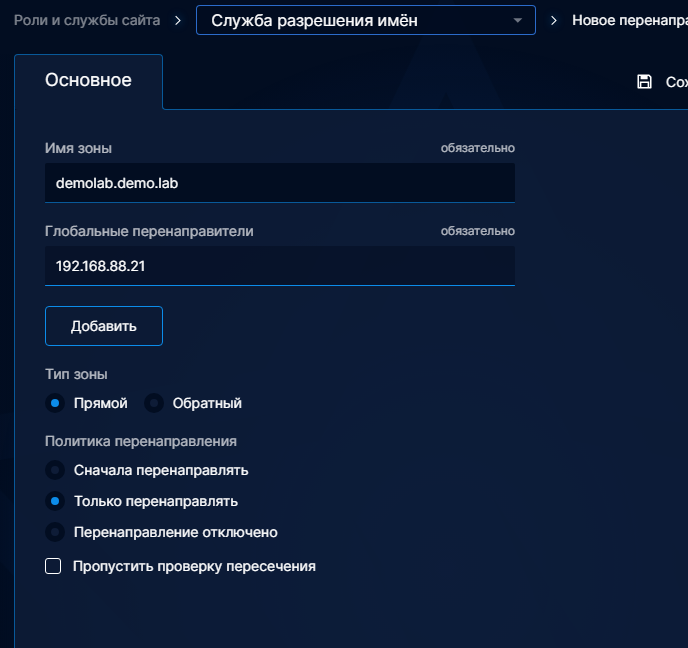 Роли и службы сайта > Служба разрешения имён > Новое перенапра
Основное
Сох
Имя зоны обязательно
demolab.demo.lab
Глобальные перенаправители обязательно
192.168.88.21
Добавить
Тип зоны
Прямой Обратный
Политика перенаправления
Сначала перенаправлять
Только перенаправлять
Перенаправление отключено
Пропустить проверку пересечения